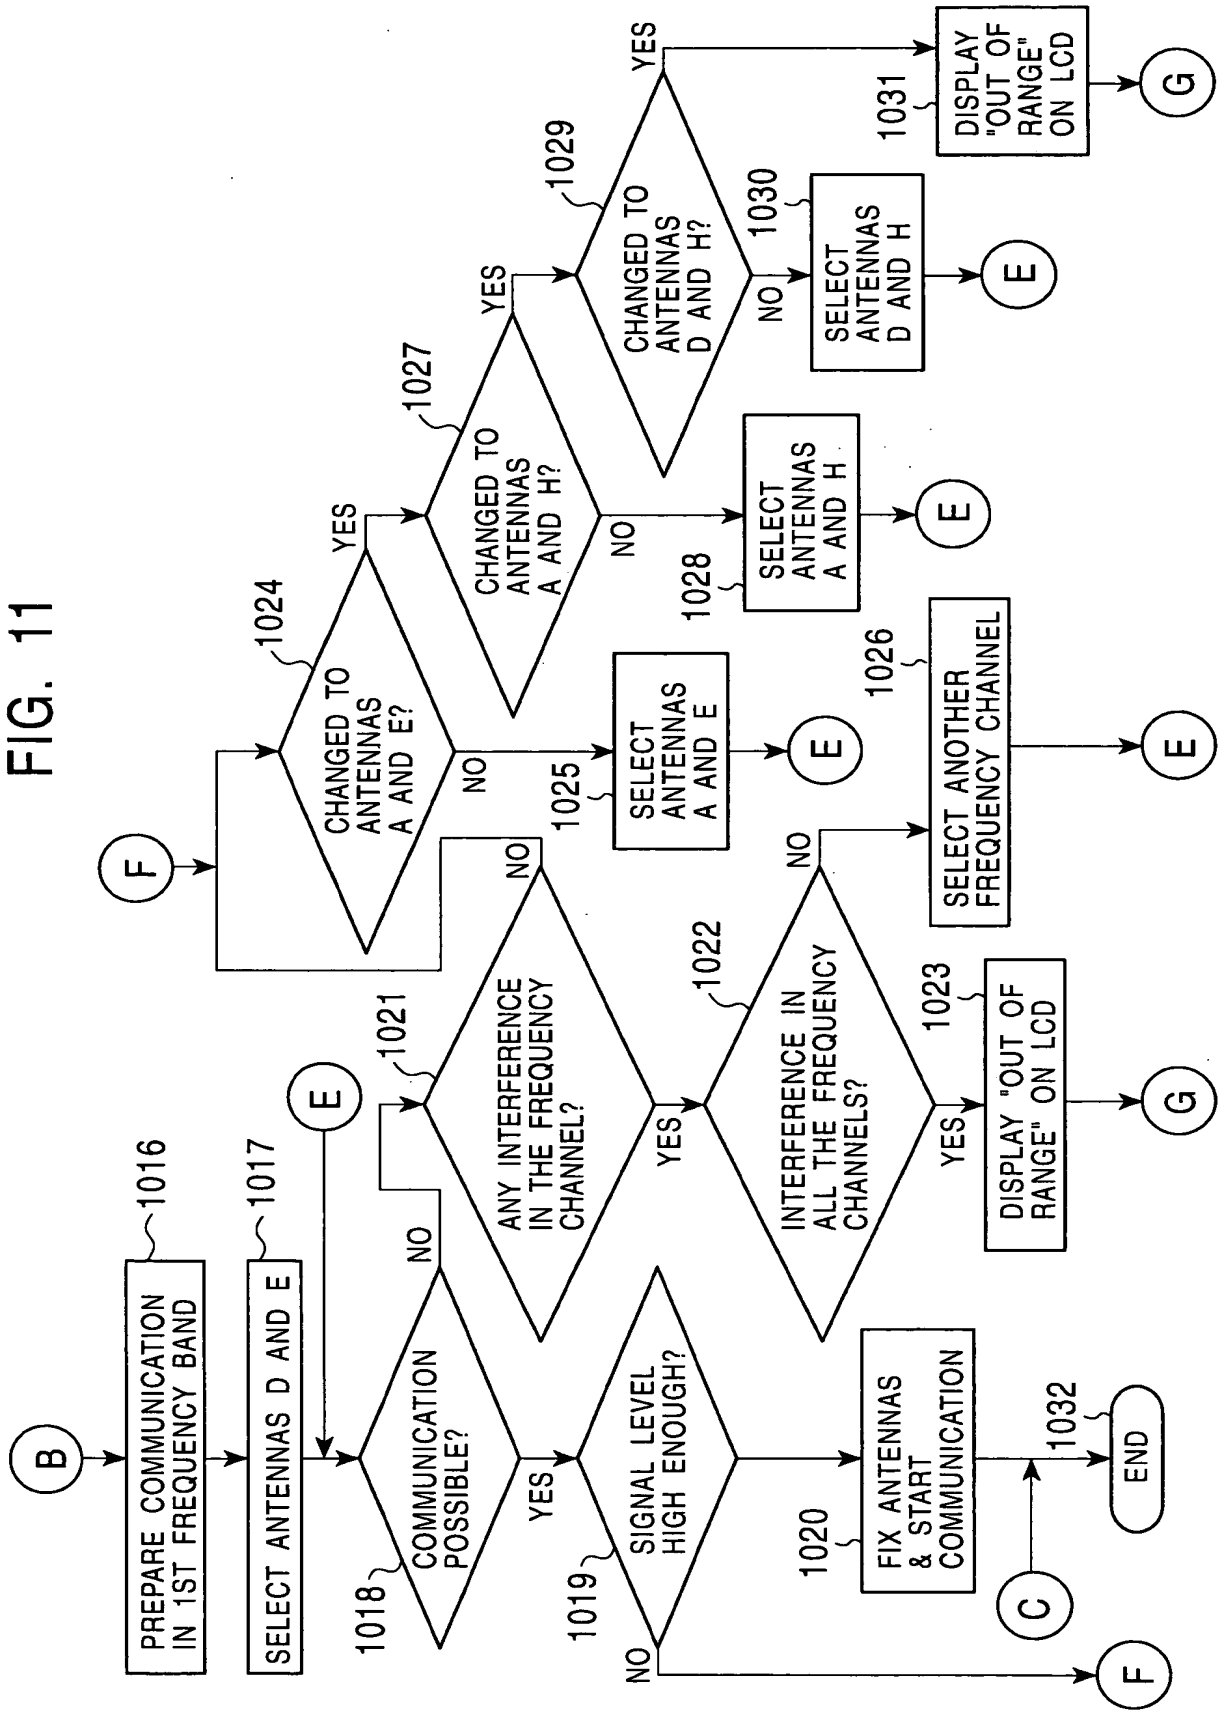 FIG. 11
B
PREPARE COMMUNICATION
IN 1ST FREQUENCY BAND
1016
SELECT ANTENNAS D AND E
1017
E
COMMUNICATION
POSSIBLE?
1018
NO
YES
SIGNAL LEVEL
HIGH ENOUGH?
1019
NO
F
FIX ANTENNAS
& START
COMMUNICATION
1020
C
END
1032
ANY INTERFERENCE
IN THE FREQUENCY
CHANNEL?
1021
NO
YES
INTERFERENCE IN
ALL THE FREQUENCY
CHANNELS?
1022
NO
YES
DISPLAY "OUT OF
RANGE" ON LCD
1023
G
SELECT ANOTHER
FREQUENCY CHANNEL
1026
E
F
CHANGED TO
ANTENNAS
A AND E?
1024
YES
NO
SELECT
ANTENNAS
A AND E
1025
E
CHANGED TO
ANTENNAS
A AND H?
1027
YES
NO
SELECT
ANTENNAS
A AND H
1028
E
CHANGED TO
ANTENNAS
D AND H?
1029
YES
NO
SELECT
ANTENNAS
D AND H
1030
E
DISPLAY
"OUT OF
RANGE"
ON LCD
1031
G